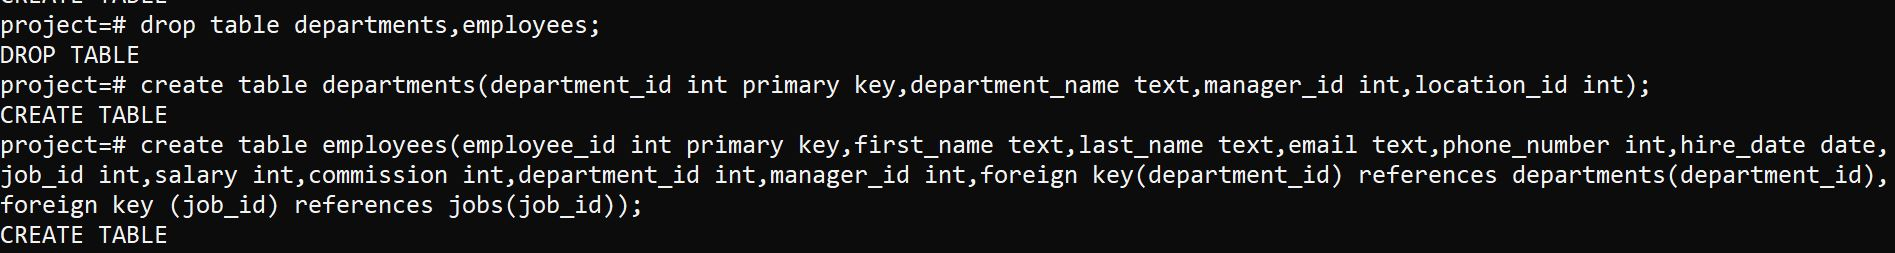 CREATE TABLE
project=# drop table departments,employees;
DROP TABLE
project=# create table departments(department_id int primary key,department_name text,manager_id int,location_id int);
CREATE TABLE
project=# create table employees(employee_id int primary key,first_name text,last_name text,email text,phone_number int,hire_date date,
job_id int,salary int,commission int,department_id int,manager_id int,foreign key(department_id) references departments(department_id),
foreign key (job_id) references jobs(job_id));
CREATE TABLE